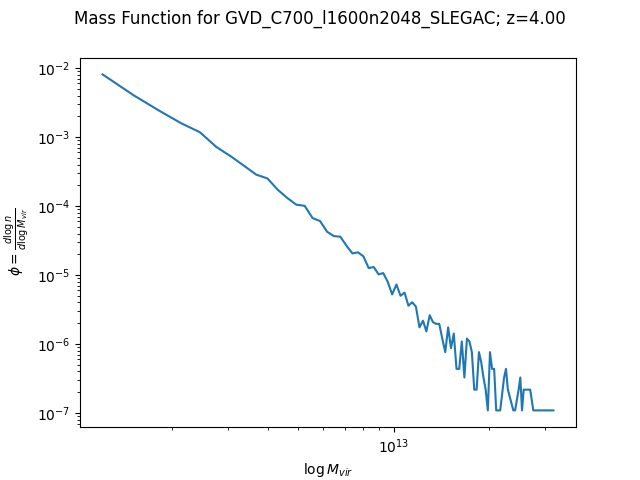 Mass Function for GVD_C700_l1600n2048_SLEGAC; z=4.00
10⁻²
10⁻³
10⁻⁴
10⁻⁵
10⁻⁶
10⁻⁷
ϕ = d log n / d log M_vir
10¹³
log M_vir